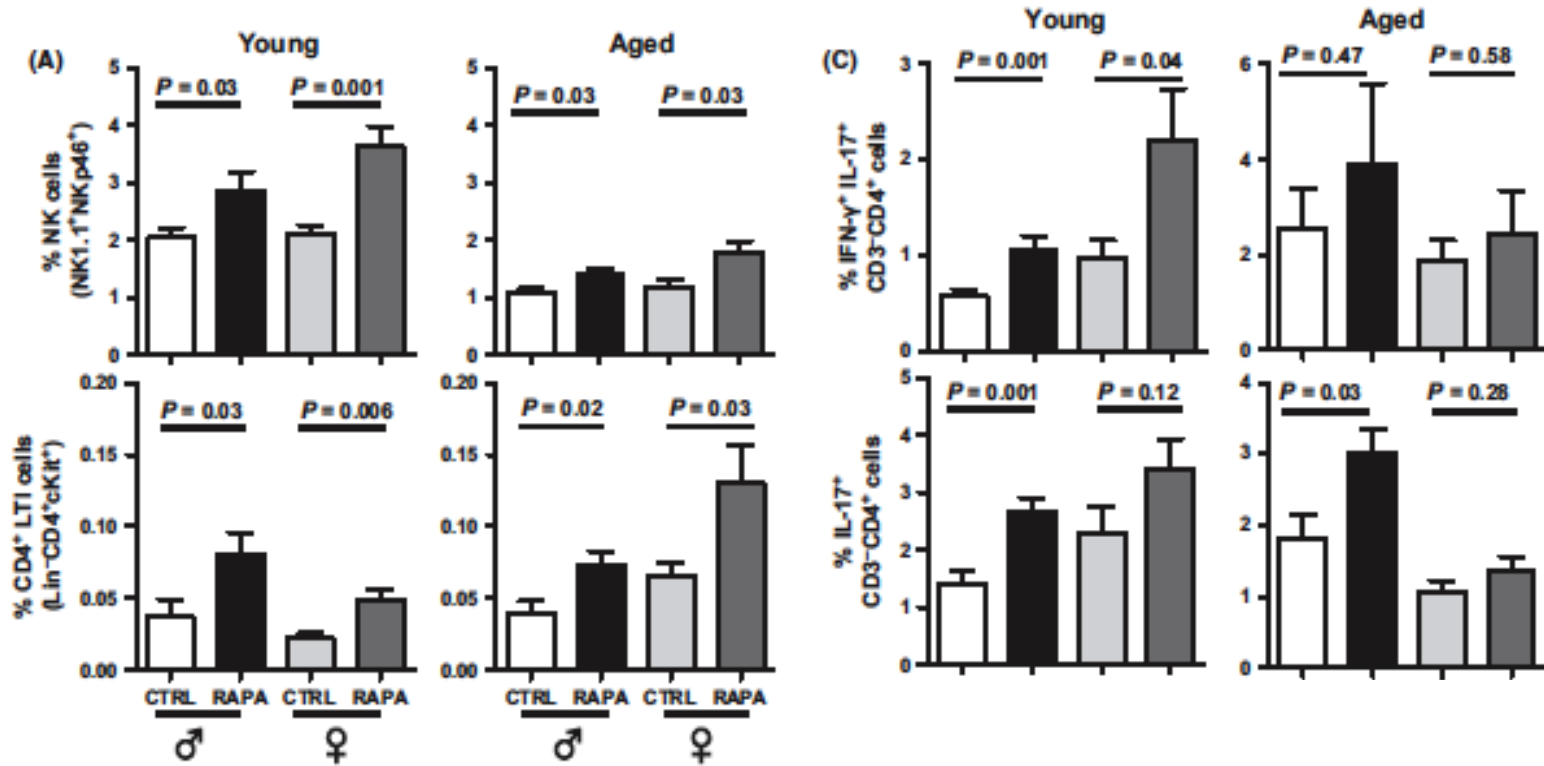 (A)
Young
Aged
% NK cells
(NK1.1⁺NKp46⁺)
5
4
3
2
1
0
P = 0.03
P = 0.001
5
4
3
2
1
0
P = 0.03
P = 0.03
% CD4⁺ LTI cells
(Lin⁻CD4⁺cKit⁺)
0.20
0.15
0.10
0.05
0.00
P = 0.03
P = 0.006
0.20
0.15
0.10
0.05
0.00
P = 0.02
P = 0.03
CTRL RAPA CTRL RAPA
CTRL RAPA CTRL RAPA
♂ ♀
♂ ♀
(C)
Young
Aged
% IFN-γ⁺ IL-17⁺
CD3⁻CD4⁺ cells
3
2
1
0
P = 0.001
P = 0.04
6
4
2
0
P = 0.47
P = 0.58
% IL-17⁺
CD3⁻CD4⁺ cells
5
4
3
2
1
0
P = 0.001
P = 0.12
4
3
2
1
0
P = 0.03
P = 0.28